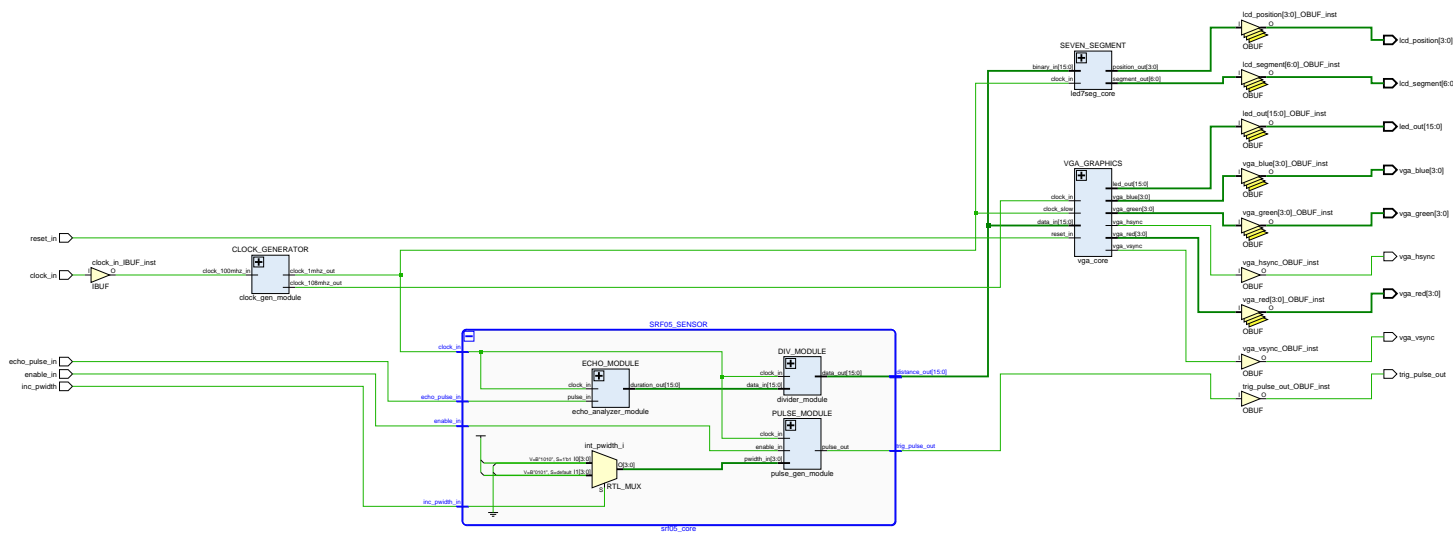 lcd_position[3:0]_OBUF_inst
I
O
OBUF
lcd_position[3:0]
SEVEN_SEGMENT
binary_in[15:0]
position_out[3:0]
clock_in
segment_out[6:0]
led7seg_core
lcd_segment[6:0]_OBUF_inst
I
O
OBUF
lcd_segment[6:0
led_out[15:0]_OBUF_inst
I
O
OBUF
led_out[15:0]
VGA_GRAPHICS
led_out[15:0]
clock_in
vga_blue[3:0]
clock_slow
vga_green[3:0]
data_in[15:0]
vga_hsync
reset_in
vga_red[3:0]
vga_vsync
vga_core
vga_blue[3:0]_OBUF_inst
I
O
OBUF
vga_blue[3:0]
vga_green[3:0]_OBUF_inst
I
O
OBUF
vga_green[3:0]
reset_in
clock_in
clock_in_IBUF_inst
I
O
IBUF
CLOCK_GENERATOR
clock_100mhz_in
clock_1mhz_out
clock_108mhz_out
clock_gen_module
vga_hsync_OBUF_inst
I
O
OBUF
vga_hsync
vga_red[3:0]_OBUF_inst
I
O
OBUF
vga_red[3:0]
vga_vsync_OBUF_inst
I
O
OBUF
vga_vsync
trig_pulse_out_OBUF_inst
I
O
OBUF
trig_pulse_out
echo_pulse_in
enable_in
inc_pwidth
SRF05_SENSOR
clock_in
echo_pulse_in
enable_in
inc_pwidth_in
ECHO_MODULE
clock_in
duration_out[15:0]
pulse_in
echo_analyzer_module
DIV_MODULE
clock_in
data_out[15:0]
data_in[15:0]
divider_module
distance_out[15:0]
PULSE_MODULE
clock_in
enable_in
pulse_out
pwidth_in[3:0]
pulse_gen_module
trig_pulse_out
int_pwidth_i
V=B"1010", S=1'b1 I0[3:0]
O[3:0]
V=B"0101", S=default I1[3:0]
S
RTL_MUX
srf05_core